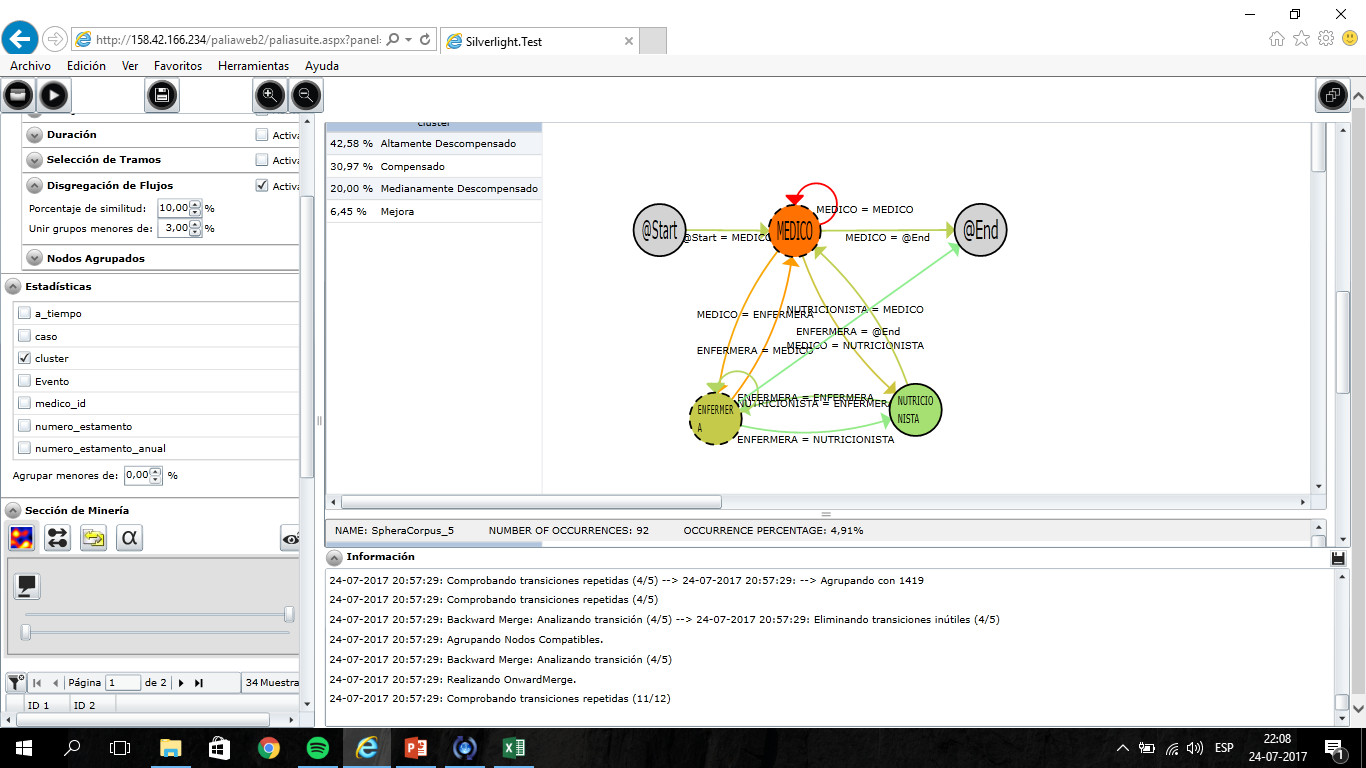 http://158.42.166.234/paliaweb2/paliasuite.aspx?panel=
Silverlight.Test
Archivo Edición Ver Favoritos Herramientas Ayuda
Duración Activa
Selección de Tramos Activa
Disgregación de Flujos Activa
Porcentaje de similitud: 10,00 %
Unir grupos menores de: 3,00 %
Nodos Agrupados
Estadísticas
a_tiempo
caso
cluster
Evento
medico_id
numero_estamento
numero_estamento_anual
Agrupar menores de: 0,00 %
Sección de Minería
α
Página 1 de 2 34 Muestra
ID 1 ID 2
cluster
42,58 % Altamente Descompensado
30,97 % Compensado
20,00 % Medianamente Descompensado
6,45 % Mejora
MEDICO = MEDICO
@Start
MEDICO
@End
@Start = MEDICO
MEDICO = @End
NUTRICIONISTA = MEDICO
MEDICO = ENFERMERA
ENFERMERA = @End
MEDICO = NUTRICIONISTA
ENFERMERA = MEDICO
ENFERMERA = ENFERMERA
NUTRICIONISTA = ENFERMERA
ENFERMER
A
NUTRICIO
NISTA
ENFERMERA = NUTRICIONISTA
NAME: SpheraCorpus_5 NUMBER OF OCCURRENCES: 92 OCCURRENCE PERCENTAGE: 4,91%
Información
24-07-2017 20:57:29: Comprobando transiciones repetidas (4/5) --> 24-07-2017 20:57:29: --> Agrupando con 1419
24-07-2017 20:57:29: Comprobando transiciones repetidas (4/5)
24-07-2017 20:57:29: Backward Merge: Analizando transición (4/5) --> 24-07-2017 20:57:29: Eliminando transiciones inútiles (4/5)
24-07-2017 20:57:29: Agrupando Nodos Compatibles.
24-07-2017 20:57:29: Backward Merge: Analizando transición (4/5)
24-07-2017 20:57:29: Realizando OnwardMerge.
24-07-2017 20:57:29: Comprobando transiciones repetidas (11/12)
ESP
22:08
24-07-2017
1